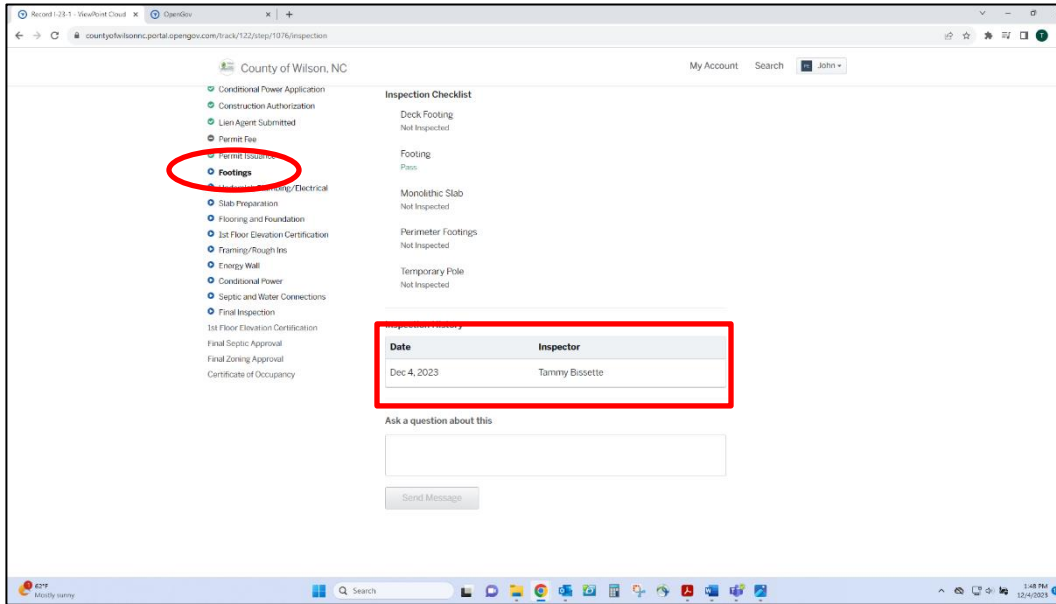 Record I-23-1 - ViewPoint Cloud
OpenGov
countyofwilsonnc.portal.opengov.com/track/122/step/1076/inspection
County of Wilson, NC
My Account
Search
John
Conditional Power Application
Construction Authorization
Lien Agent Submitted
Permit Fee
Permit Issuance
Footings
Plumbing/Electrical
Slab Preparation
Flooring and Foundation
1st Floor Elevation Certification
Framing/Rough Ins
Energy Wall
Conditional Power
Septic and Water Connections
Final Inspection
1st Floor Elevation Certification
Final Septic Approval
Final Zoning Approval
Certificate of Occupancy
Inspection Checklist
Deck Footing
Not Inspected
Footing
Pass
Monolithic Slab
Not Inspected
Perimeter Footings
Not Inspected
Temporary Pole
Not Inspected
Inspection History
Date Inspector
Dec 4, 2023 Tammy Bissette
Ask a question about this
Send Message
62°F
Mostly sunny
Search
1:48 PM
12/4/2023